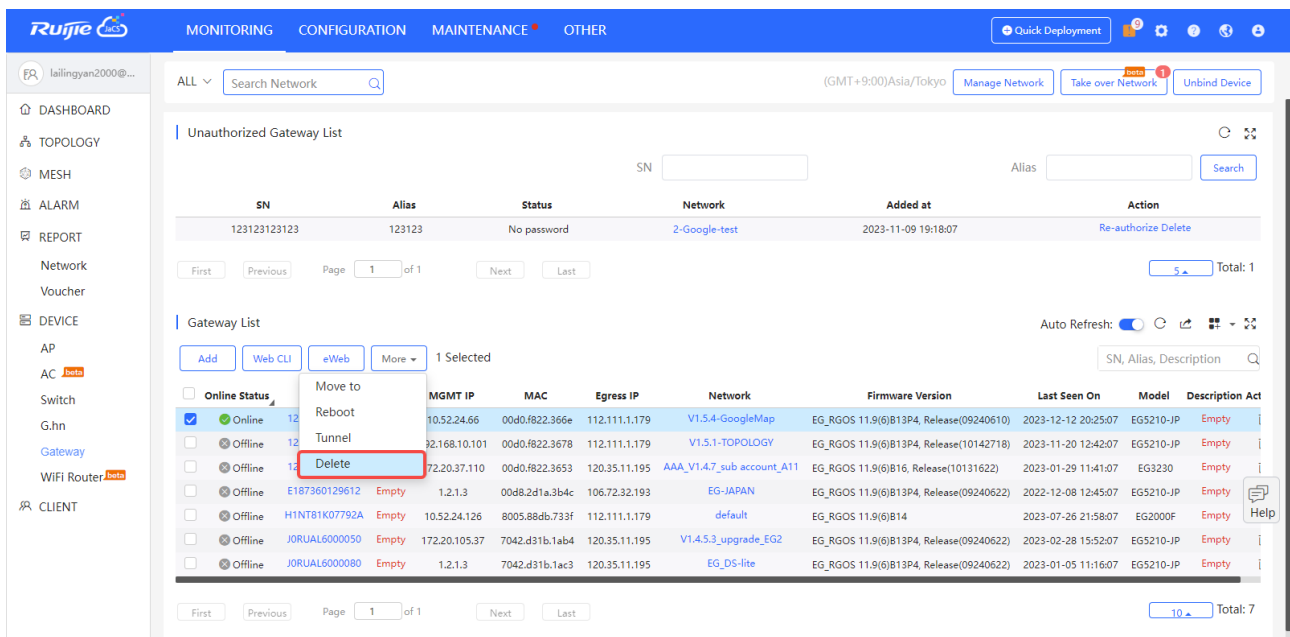 Ruijie JaCS MONITORING CONFIGURATION MAINTENANCE OTHER Quick Deployment 9
lailingyan2000@...
DASHBOARD
TOPOLOGY
MESH
ALARM
REPORT
Network
Voucher
DEVICE
AP
AC beta
Switch
G.hn
Gateway
WiFi Router beta
CLIENT
ALL Search Network (GMT+9:00)Asia/Tokyo Manage Network Take over Network beta 1 Unbind Device
Unauthorized Gateway List
SN Alias Search
SN Alias Status Network Added at Action
123123123123 123123 No password 2-Google-test 2023-11-09 19:18:07 Re-authorize Delete
First Previous Page 1 of 1 Next Last 5 Total: 1
Gateway List Auto Refresh:
Add Web CLI eWeb More 1 Selected SN, Alias, Description
Move to
Reboot
Tunnel
Delete
Online Status MGMT IP MAC Egress IP Network Firmware Version Last Seen On Model Description Act
Online 12 10.52.24.66 00d0.f822.366e 112.111.1.179 V1.5.4-GoogleMap EG_RGOS 11.9(6)B13P4, Release(09240610) 2023-12-12 20:25:07 EG5210-JP Empty
Offline 12 92.168.10.101 00d0.f822.3678 112.111.1.179 V1.5.1-TOPOLOGY EG_RGOS 11.9(6)B13P4, Release(10142718) 2023-11-20 12:42:07 EG5210-JP Empty
Offline 12 72.20.37.110 00d0.f822.3653 120.35.11.195 AAA_V1.4.7_sub account_A11 EG_RGOS 11.9(6)B16, Release(10131622) 2023-01-29 11:41:07 EG3230 Empty
Offline E187360129612 Empty 1.2.1.3 00d8.2d1a.3b4c 106.72.32.193 EG-JAPAN EG_RGOS 11.9(6)B13P4, Release(09240622) 2022-12-08 12:45:07 EG5210-JP Empty
Offline H1NT81K07792A Empty 10.52.24.126 8005.88db.733f 112.111.1.179 default EG_RGOS 11.9(6)B14 2023-07-26 21:58:07 EG2000F Empty
Offline J0RUAL6000050 Empty 172.20.105.37 7042.d31b.1ab4 120.35.11.195 V1.4.5.3_upgrade_EG2 EG_RGOS 11.9(6)B13P4, Release(09240622) 2023-02-28 15:52:07 EG5210-JP Empty
Offline J0RUAL6000080 Empty 1.2.1.3 7042.d31b.1ac3 120.35.11.195 EG_DS-lite EG_RGOS 11.9(6)B13P4, Release(09240622) 2023-01-05 11:16:07 EG5210-JP Empty
Help
First Previous Page 1 of 1 Next Last 10 Total: 7